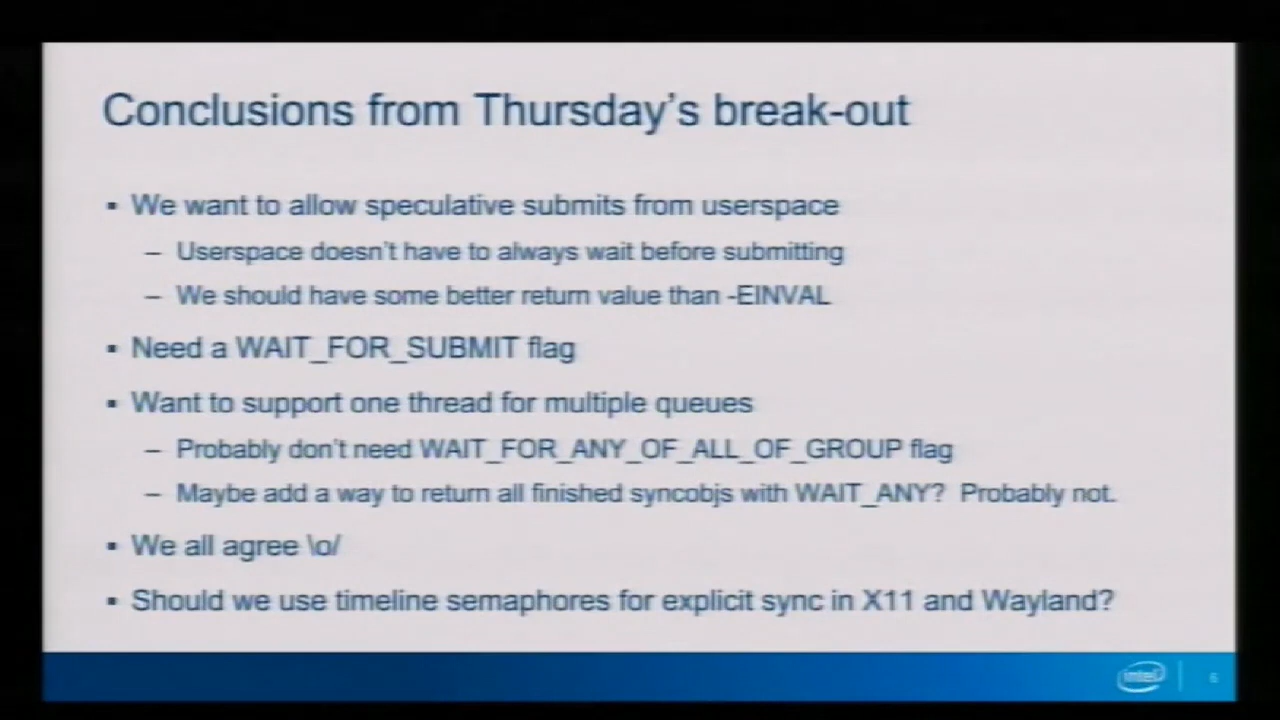 Conclusions from Thursday's break-out
▪ We want to allow speculative submits from userspace
– Userspace doesn't have to always wait before submitting
– We should have some better return value than -EINVAL
▪ Need a WAIT_FOR_SUBMIT flag
▪ Want to support one thread for multiple queues
– Probably don't need WAIT_FOR_ANY_OF_ALL_OF_GROUP flag
– Maybe add a way to return all finished syncobjs with WAIT_ANY? Probably not.
▪ We all agree \o/
▪ Should we use timeline semaphores for explicit sync in X11 and Wayland?
intel
6